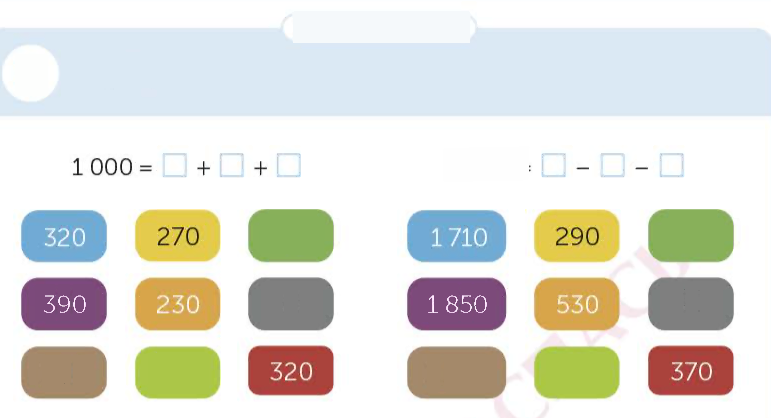 1 000 = □ + □ + □
: □ − □ − □
320 270
1 710 290
390 230
1 850 530
320
370